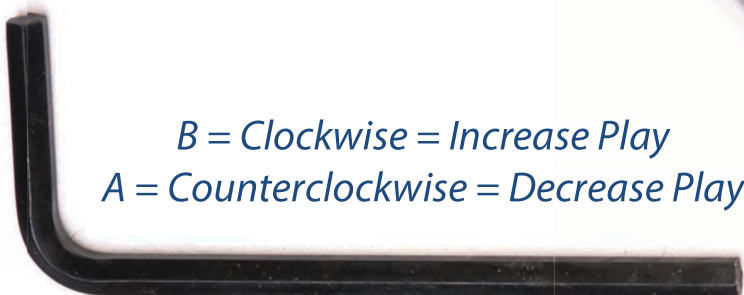 B = Clockwise = Increase Play
A = Counterclockwise = Decrease Play